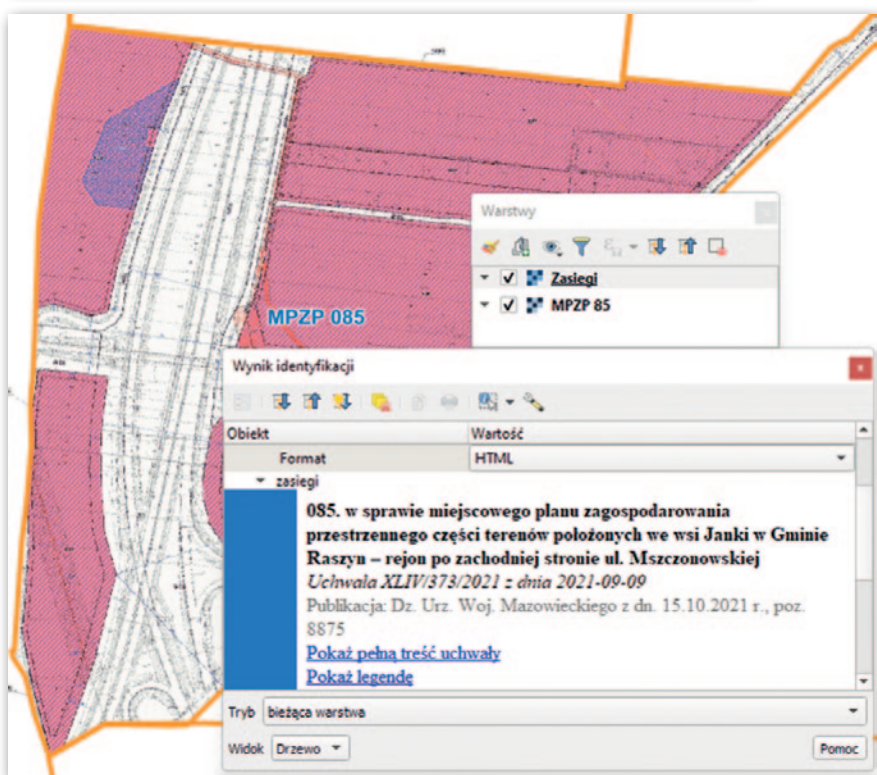 Warstwy
Zasiegi
MPZP 85
MPZP 085
Wynik identyfikacji
Obiekt Wartość
Format HTML
zasiegi
085. w sprawie miejscowego planu zagospodarowania
przestrzennego części terenów położonych we wsi Janki w Gminie
Raszyn – rejon po zachodniej stronie ul. Mszczonowskiej
Uchwała XLIV/373/2021 z dnia 2021-09-09
Publikacja: Dz. Urz. Woj. Mazowieckiego z dn. 15.10.2021 r., poz.
8875
Pokaż pełną treść uchwały
Pokaż legendę
Tryb bieżąca warstwa
Widok Drzewo Pomoc